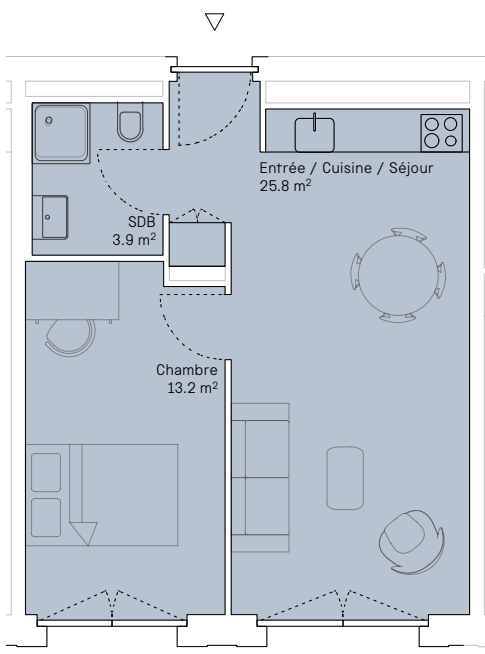 Entrée / Cuisine / Séjour
25.8 m²
SDB
3.9 m²
Chambre
13.2 m²